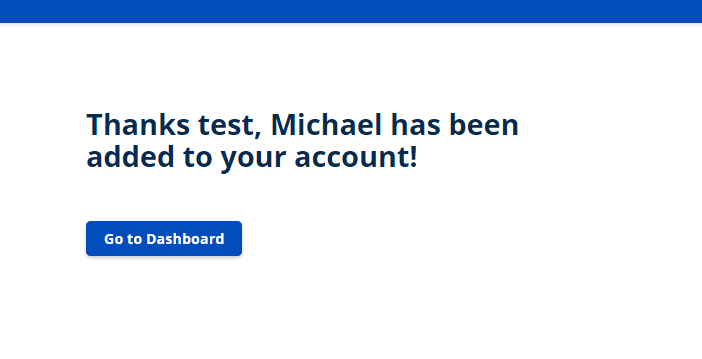 Thanks test, Michael has been
added to your account!
Go to Dashboard